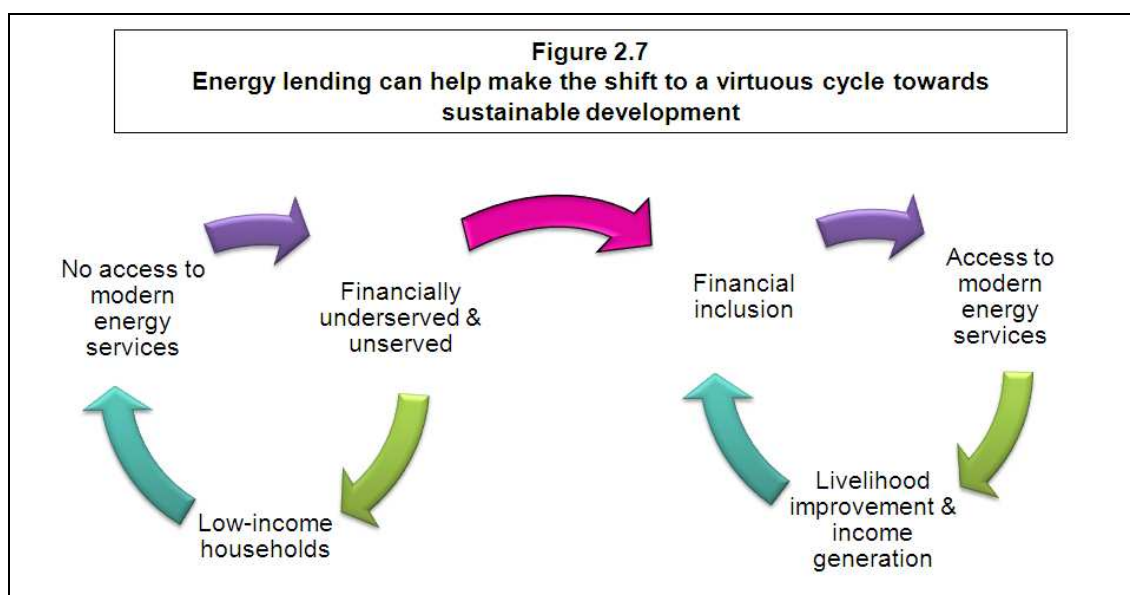 Figure 2.7
Energy lending can help make the shift to a virtuous cycle towards
sustainable development
No access to
modern
energy
services
Financially
underserved &
unserved
Low-income
households
Financial
inclusion
Access to
modern
energy
services
Livelihood
improvement &
income
generation